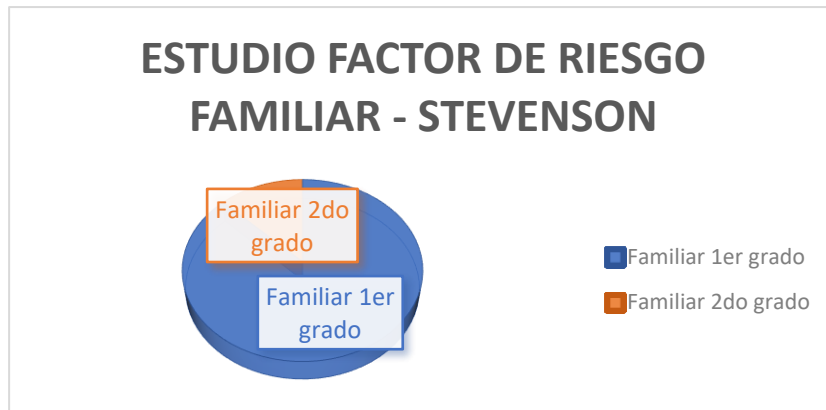 ESTUDIO FACTOR DE RIESGO
FAMILIAR - STEVENSON
Familiar 2do
grado
Familiar 1er
grado
Familiar 1er grado
Familiar 2do grado